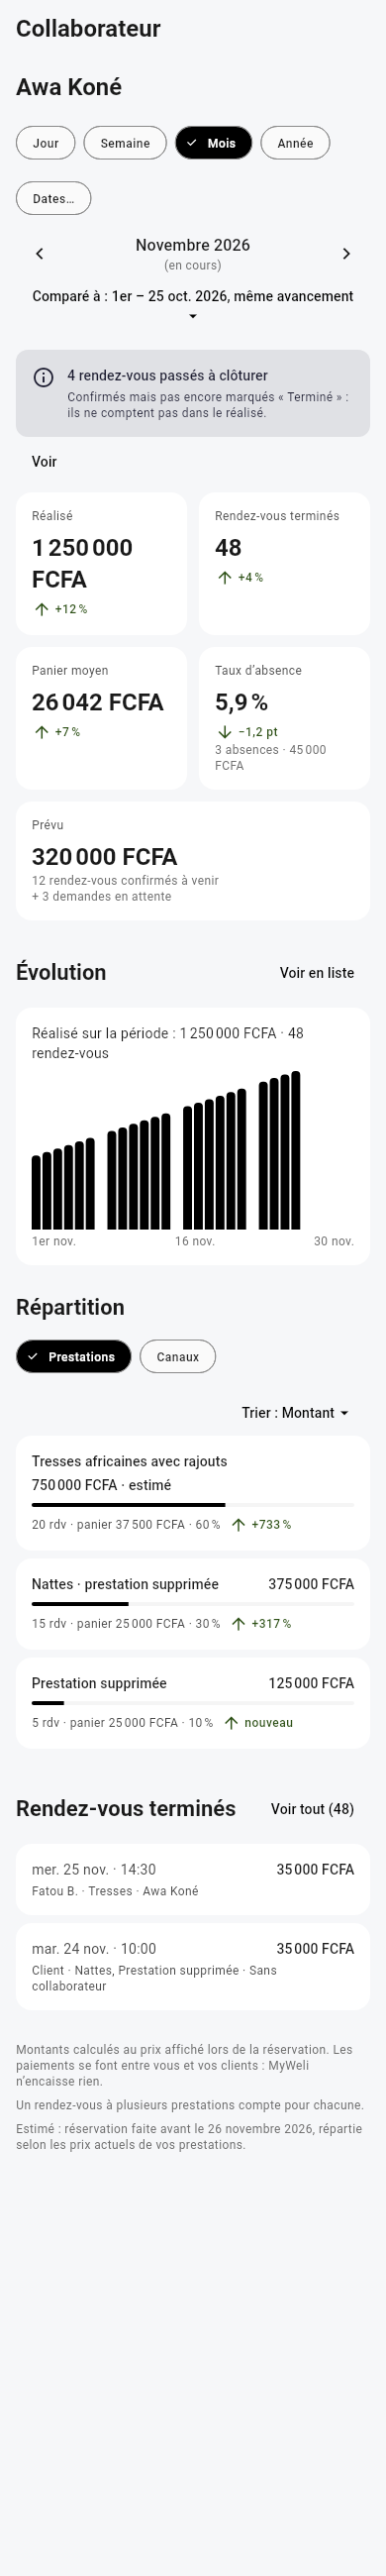 Collaborateur
Awa Koné
Jour
Semaine
Mois
Année
Dates…
Novembre 2026
(en cours)
Comparé à : 1er – 25 oct. 2026, même avancement
4 rendez-vous passés à clôturer
Confirmés mais pas encore marqués « Terminé » :
ils ne comptent pas dans le réalisé.
Voir
Réalisé
1 250 000
FCFA
+12 %
Rendez-vous terminés
48
+4 %
Panier moyen
26 042 FCFA
+7 %
Taux d’absence
5,9 %
−1,2 pt
3 absences · 45 000
FCFA
Prévu
320 000 FCFA
12 rendez-vous confirmés à venir
+ 3 demandes en attente
Évolution
Voir en liste
Réalisé sur la période : 1 250 000 FCFA · 48
rendez-vous
1er nov.
16 nov.
30 nov.
Répartition
Prestations
Canaux
Trier : Montant
Tresses africaines avec rajouts
750 000 FCFA · estimé
20 rdv · panier 37 500 FCFA · 60 %
+733 %
Nattes · prestation supprimée
375 000 FCFA
15 rdv · panier 25 000 FCFA · 30 %
+317 %
Prestation supprimée
125 000 FCFA
5 rdv · panier 25 000 FCFA · 10 %
nouveau
Rendez-vous terminés
Voir tout (48)
mer. 25 nov. · 14:30
35 000 FCFA
Fatou B. · Tresses · Awa Koné
mar. 24 nov. · 10:00
35 000 FCFA
Client · Nattes, Prestation supprimée · Sans
collaborateur
Montants calculés au prix affiché lors de la réservation. Les
paiements se font entre vous et vos clients : MyWeli
n’encaisse rien.
Un rendez-vous à plusieurs prestations compte pour chacune.
Estimé : réservation faite avant le 26 novembre 2026, répartie
selon les prix actuels de vos prestations.